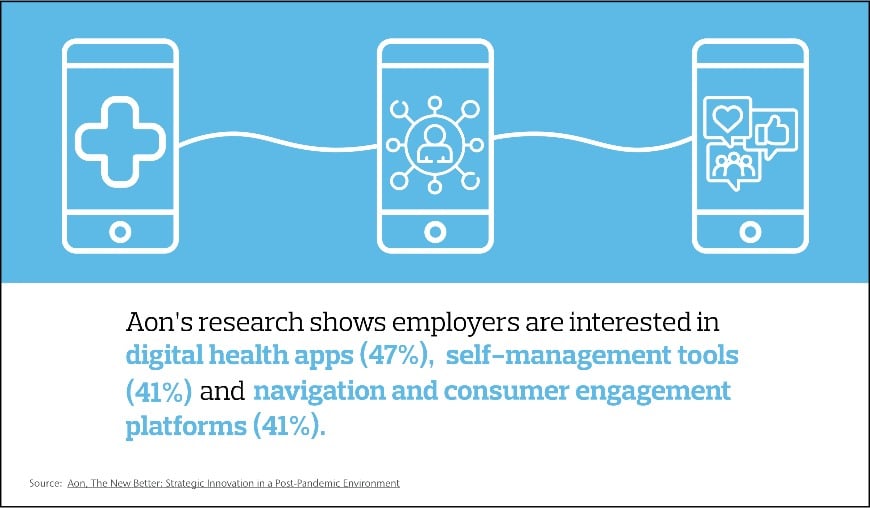 Aon's research shows employers are interested in
digital health apps (47%), self-management tools
(41%) and navigation and consumer engagement
platforms (41%).
Source: Aon, The New Better: Strategic Innovation in a Post-Pandemic Environment